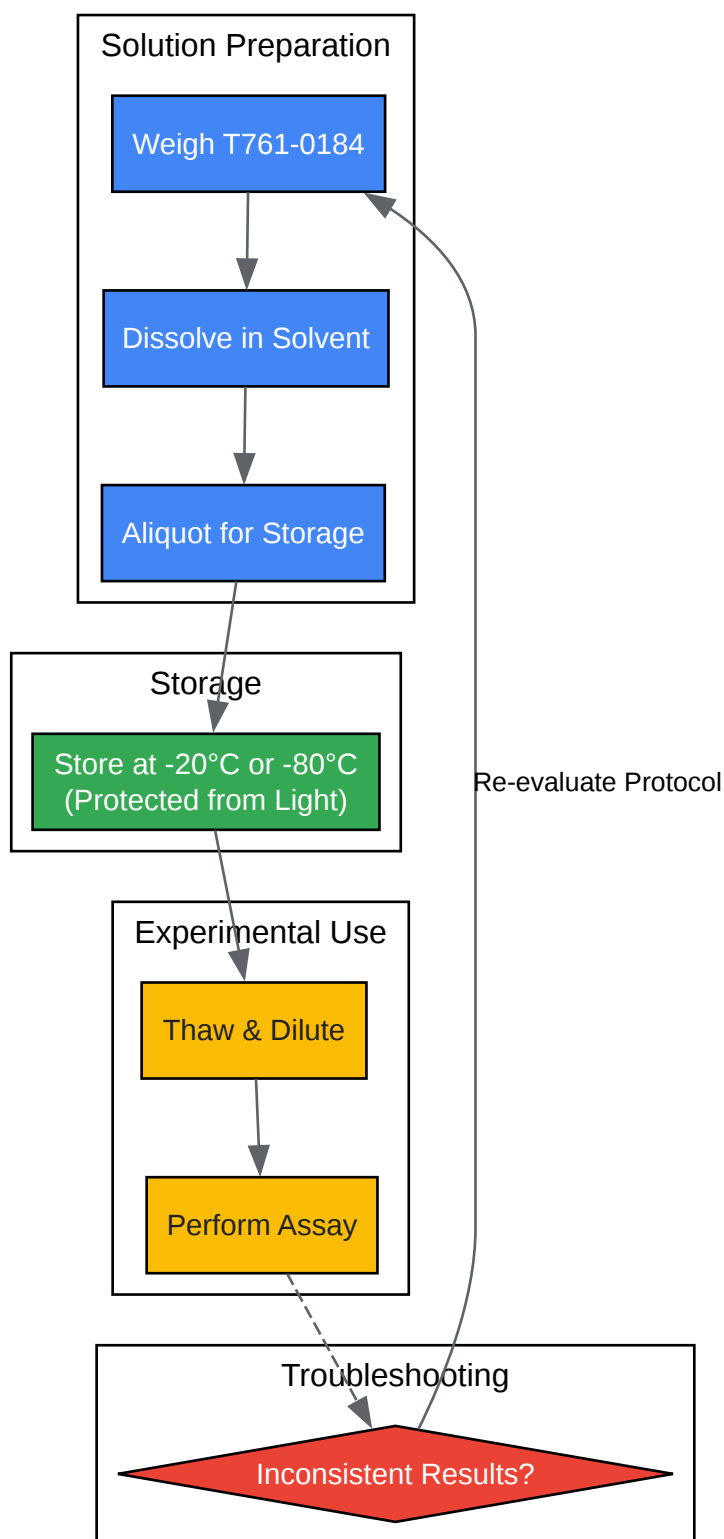 Solution Preparation
Weigh T761-0184
Dissolve in Solvent
Aliquot for Storage
Storage
Store at -20°C or -80°C
(Protected from Light)
Re-evaluate Protocol
Experimental Use
Thaw & Dilute
Perform Assay
Troubleshooting
Inconsistent Results?